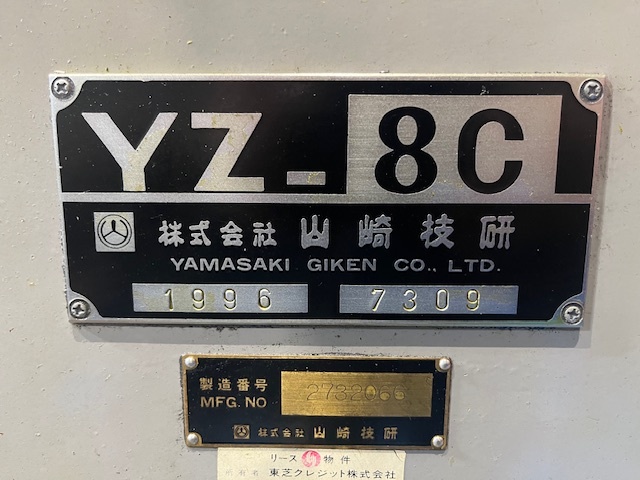 YZ-8C
株式会社 山崎技研
YAMASAKI GIKEN CO., LTD.
1996 7309
製造番号
MFG. NO
株式会社 山崎技研
リース 物件
東芝クレジット株式会社